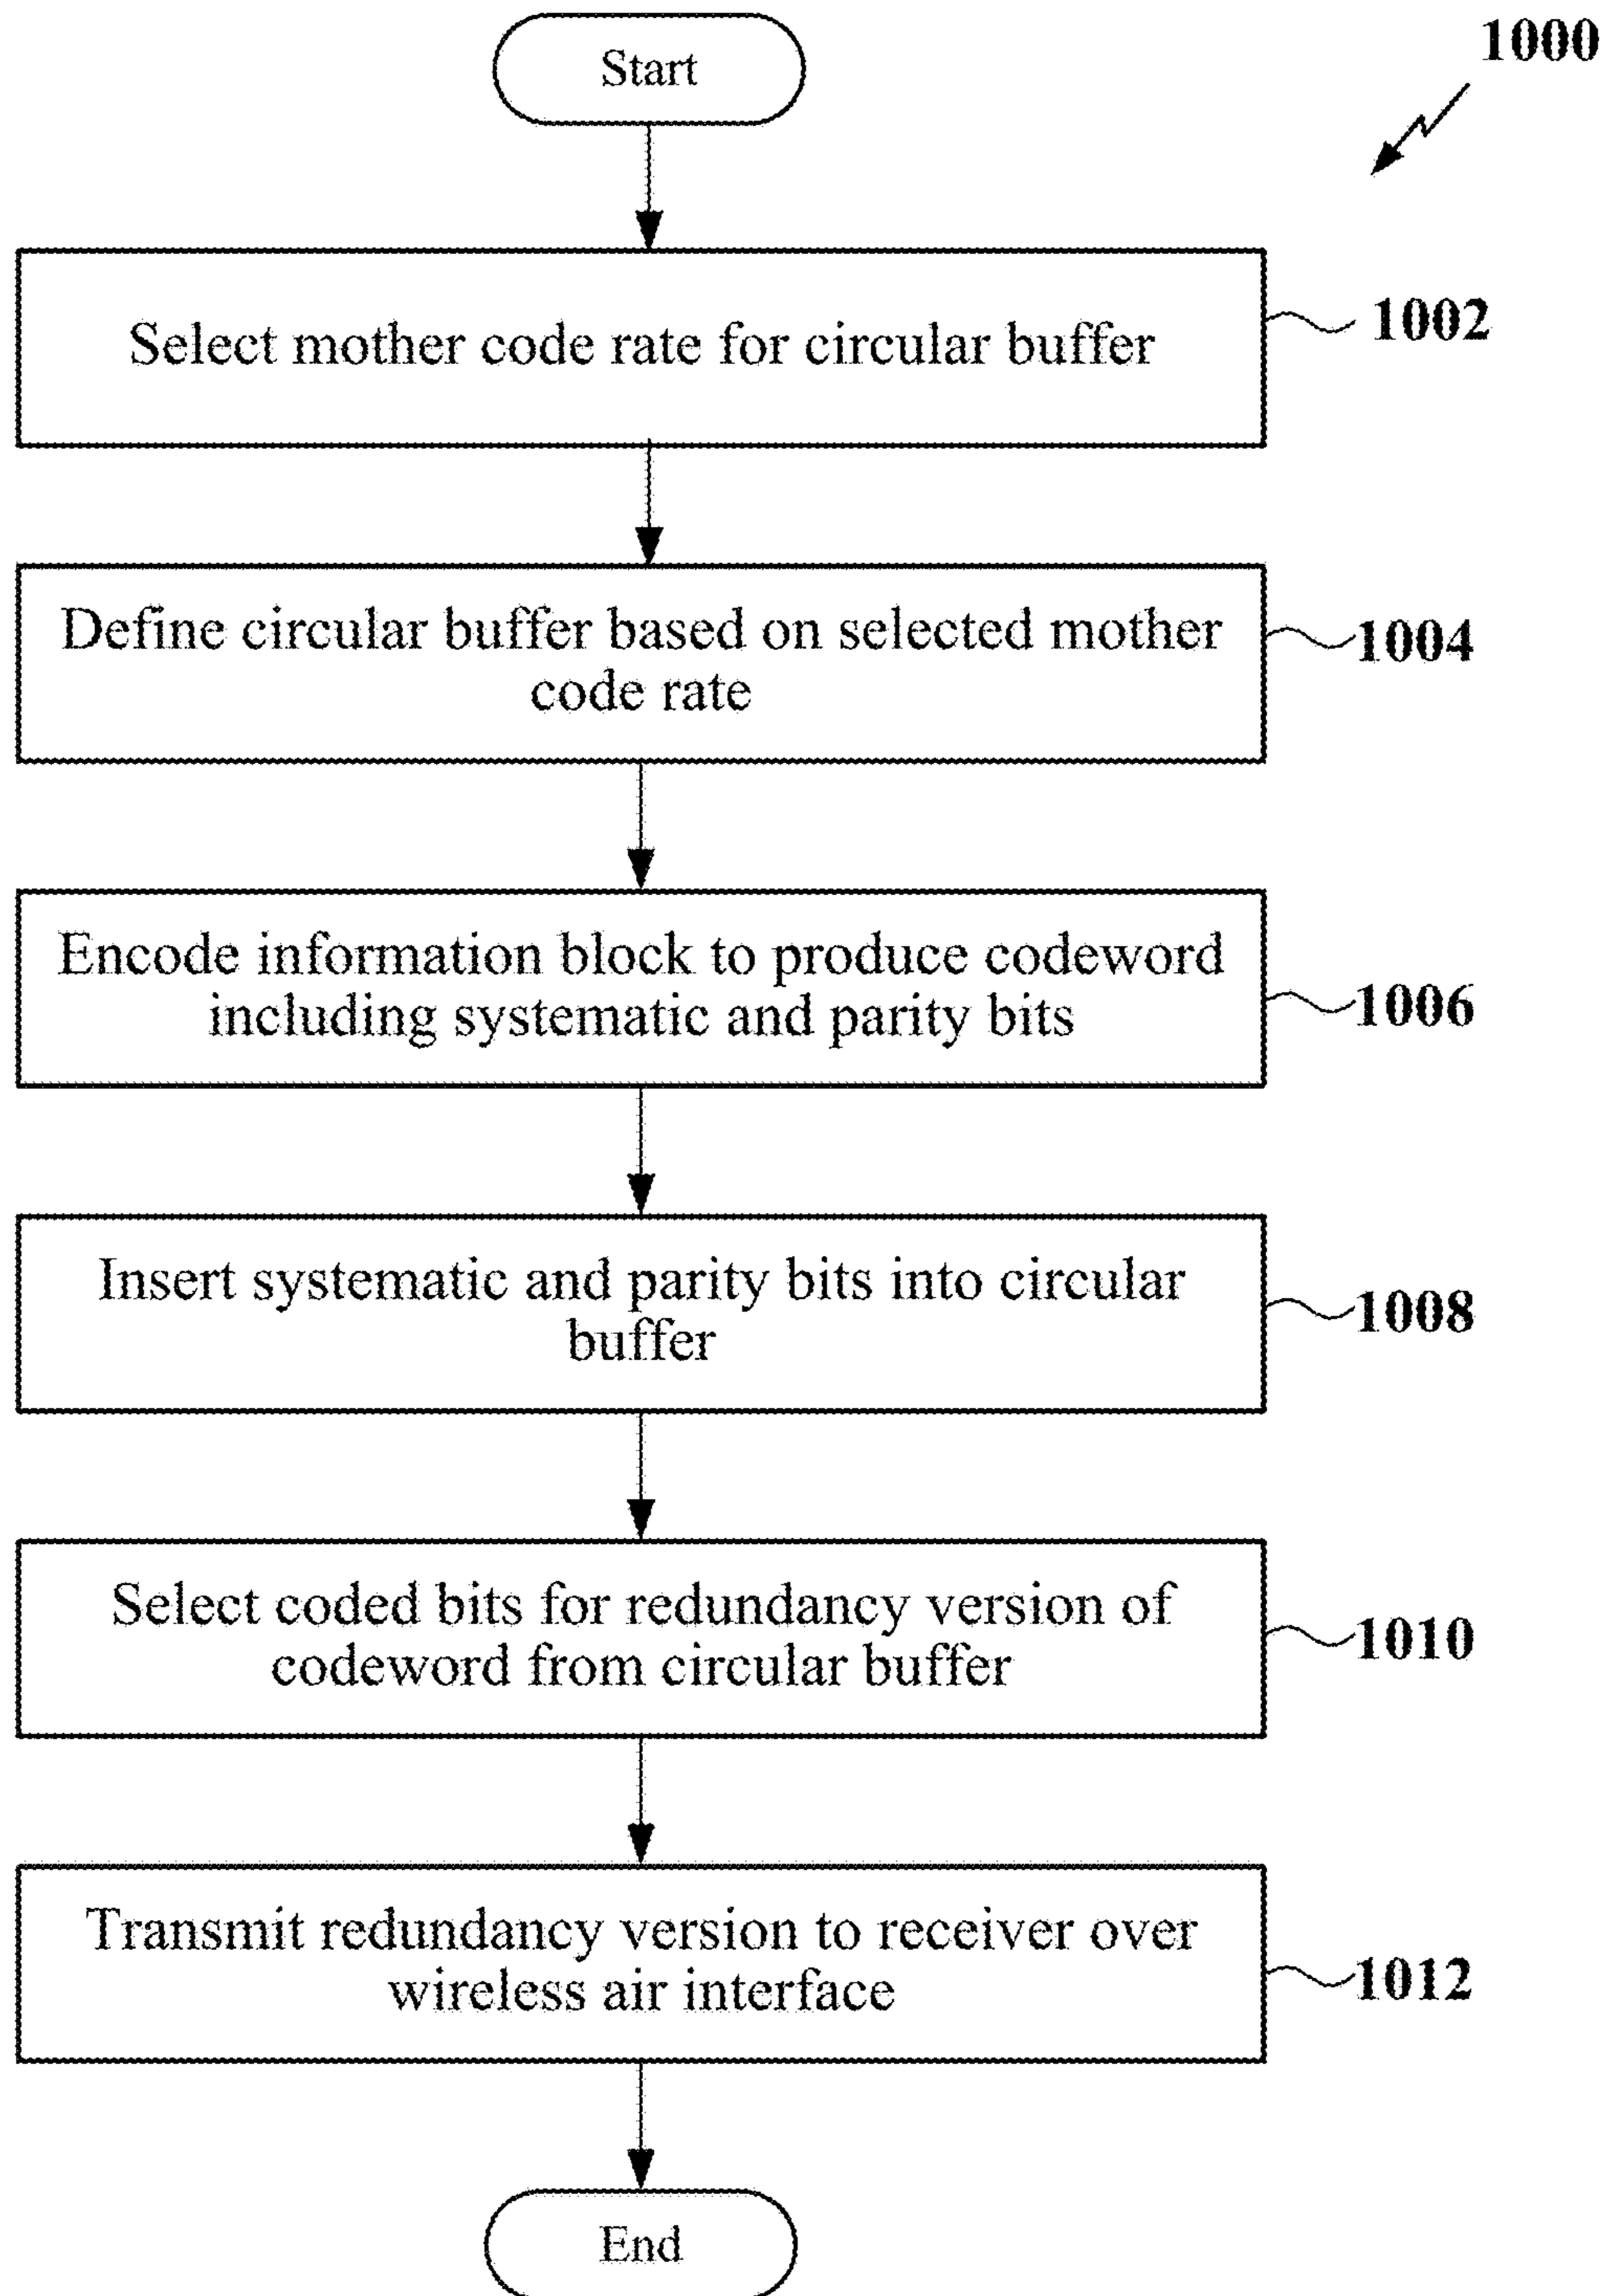 1000
Start
Select mother code rate for circular buffer
1002
Define circular buffer based on selected mother
code rate
1004
Encode information block to produce codeword
including systematic and parity bits
1006
Insert systematic and parity bits into circular
buffer
1008
Select coded bits for redundancy version of
codeword from circular buffer
1010
Transmit redundancy version to receiver over
wireless air interface
1012
End